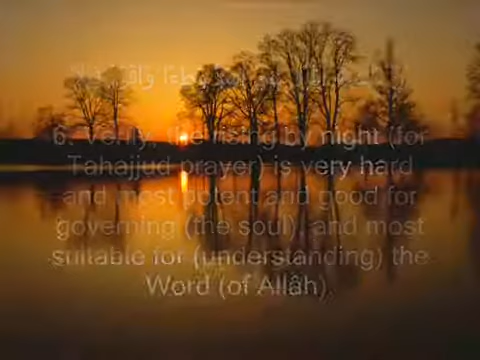 6. Verily, the rising by night (for
Tahajjud prayer) is very hard
and most potent and good for
governing (the soul), and most
suitable for (understanding) the
Word (of Allâh).